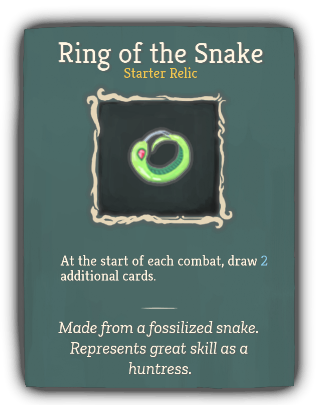 Ring of the Snake
Starter Relic
At the start of each combat, draw 2
additional cards.
Made from a fossilized snake.
Represents great skill as a
huntress.